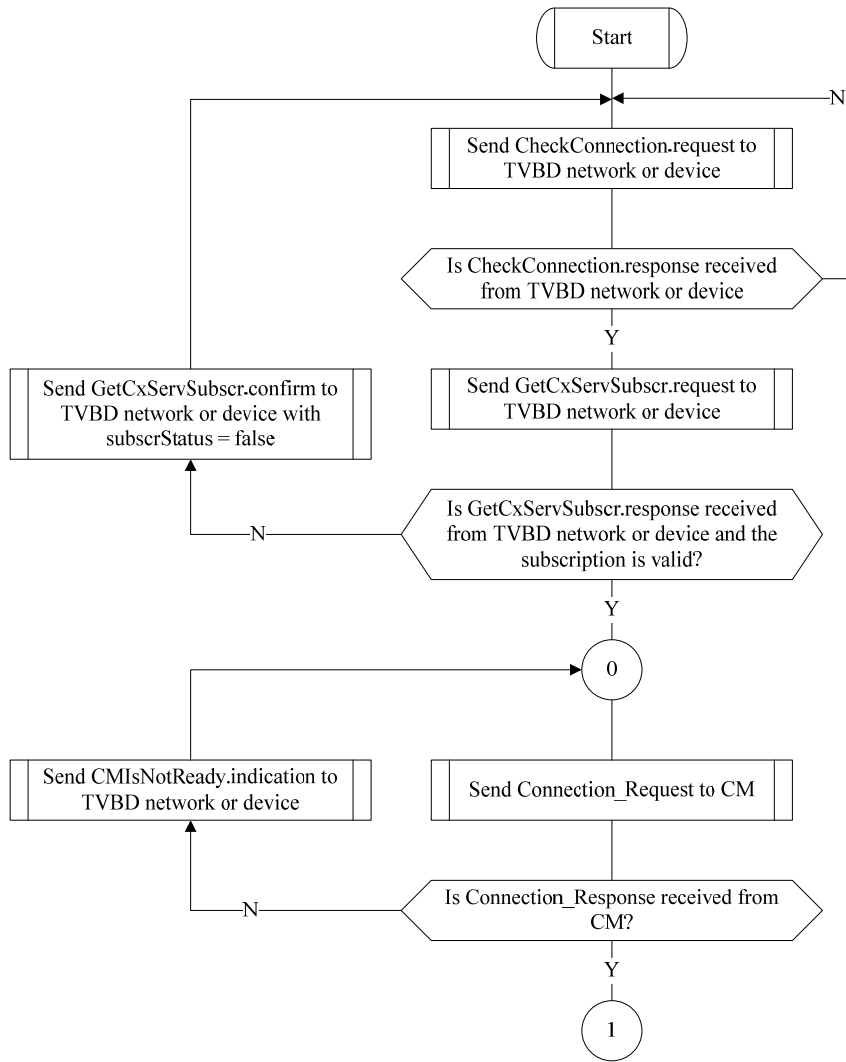 Start
N
Send CheckConnection.request to
TVBD network or device
Is CheckConnection.response received
from TVBD network or device
Y
Send GetCxServSubscr.confirm to
TVBD network or device with
subscrStatus = false
Send GetCxServSubscr.request to
TVBD network or device
Is GetCxServSubscr.response received
from TVBD network or device and the
subscription is valid?
N
Y
0
Send CMIsNotReady.indication to
TVBD network or device
Send Connection_Request to CM
Is Connection_Response received from
CM?
N
Y
1